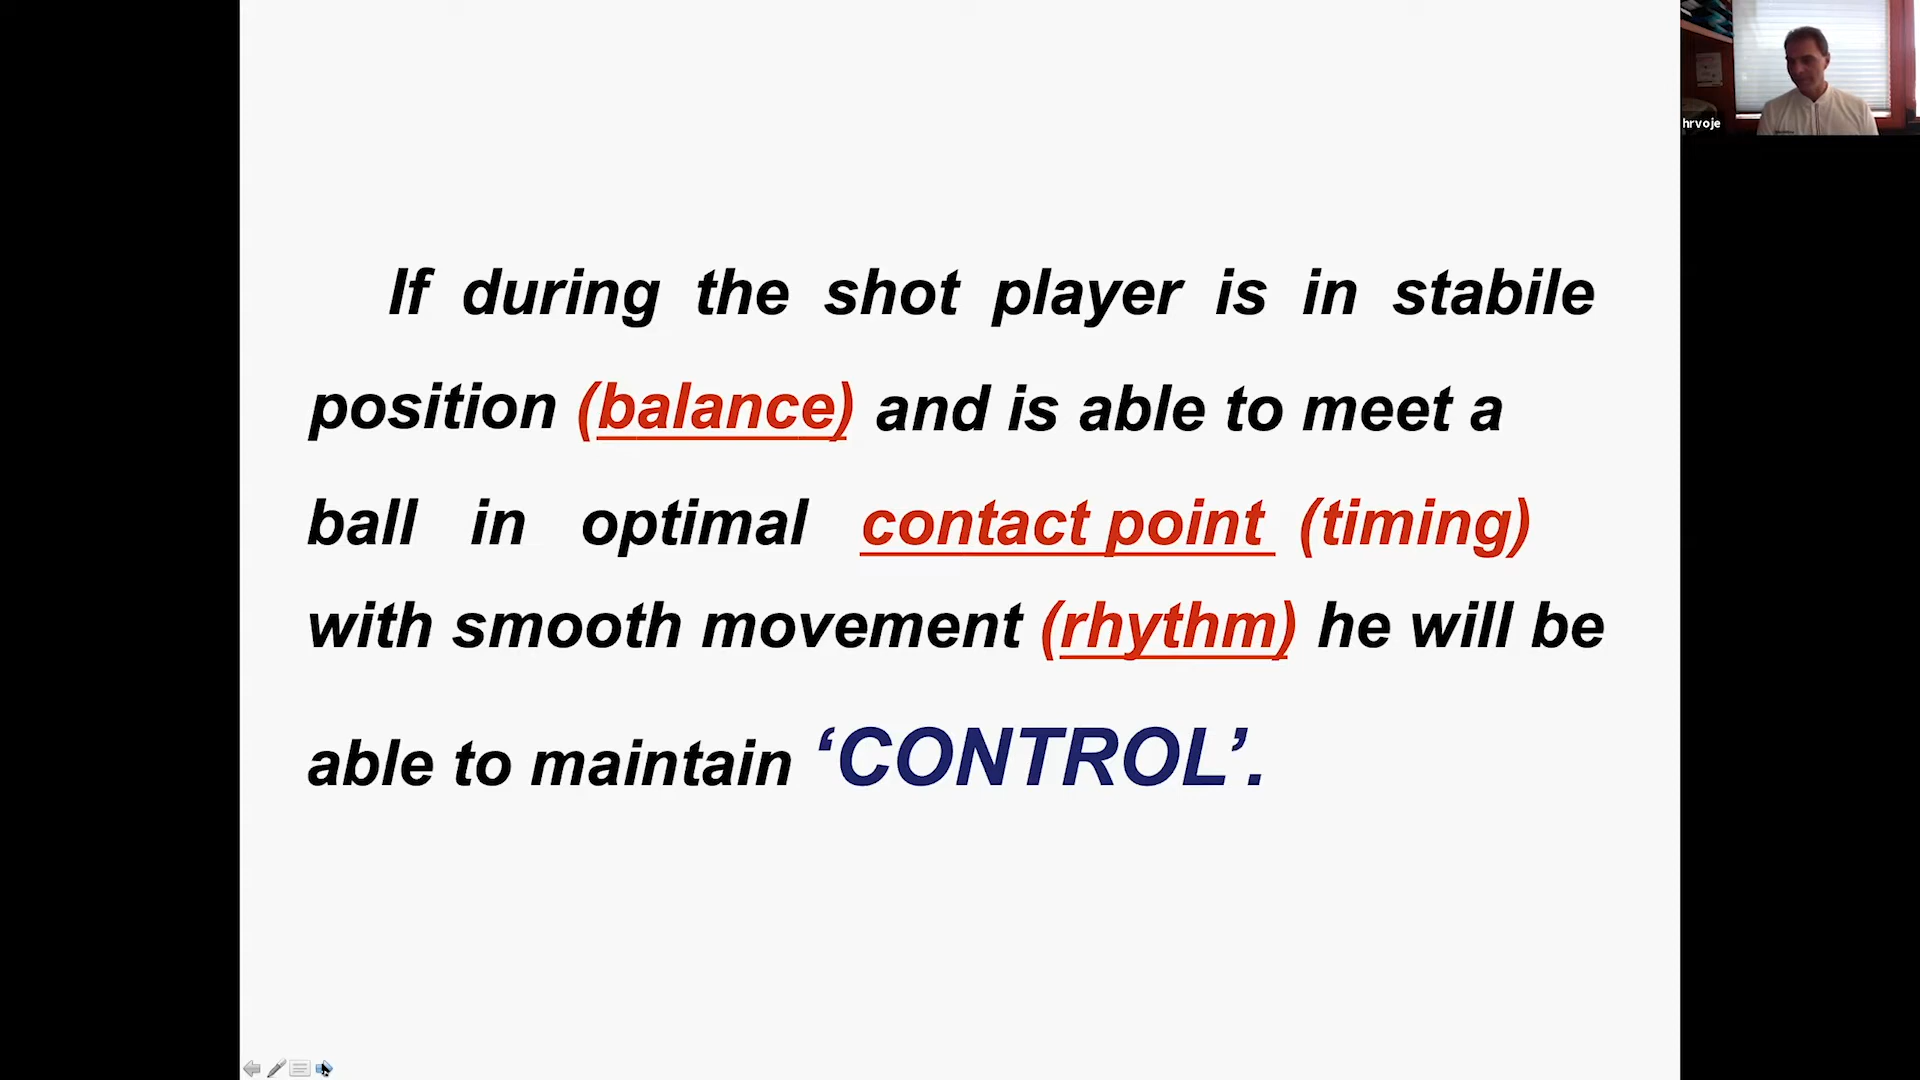 If during the shot player is in stabile
position (balance) and is able to meet a
ball in optimal contact point (timing)
with smooth movement (rhythm) he will be
able to maintain ‘CONTROL’.
hrvoje